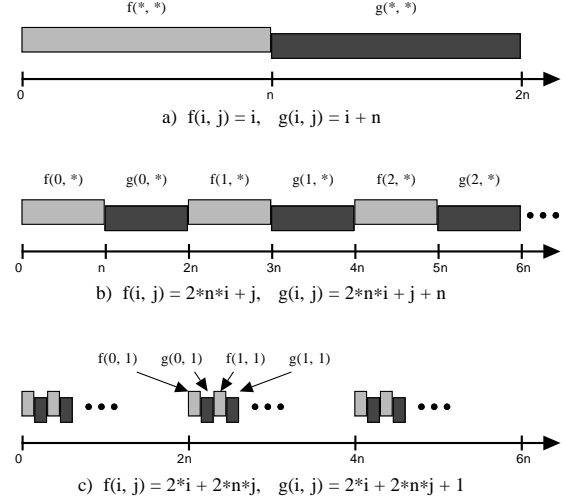 f(*, *) g(*, *)
0 n 2n
a) f(i, j) = i, g(i, j) = i + n
f(0, *) g(0, *) f(1, *) g(1, *) f(2, *) g(2, *)
0 n 2n 3n 4n 5n 6n
b) f(i, j) = 2*n*i + j, g(i, j) = 2*n*i + j + n
f(0, 1) g(0, 1) f(1, 1) g(1, 1)
0 2n 4n 6n
c) f(i, j) = 2*i + 2*n*j, g(i, j) = 2*i + 2*n*j + 1